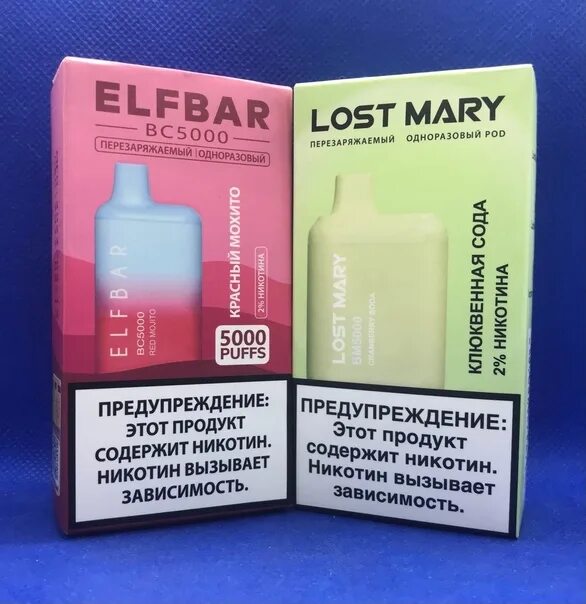 ELFBAR
BC5000
ПЕРЕЗАРЯЖАЕМЫЙ | ОДНОРАЗОВЫЙ
ELFBAR
BC5000
RED MOJITO
КРАСНЫЙ МОХИТО
2% НИКОТИНА
5000
PUFFS
ПРЕДУПРЕЖДЕНИЕ:
ЭТОТ ПРОДУКТ
СОДЕРЖИТ НИКОТИН.
НИКОТИН ВЫЗЫВАЕТ
ЗАВИСИМОСТЬ.
LOST MARY
ПЕРЕЗАРЯЖАЕМЫЙ ОДНОРАЗОВЫЙ POD
LOST MARY
BM5000
CRANBERRY SODA
КЛЮКВЕННАЯ СОДА
2% НИКОТИНА
ПРЕДУПРЕЖДЕНИЕ:
Этот продукт
содержит никотин.
Никотин вызывает
зависимость.